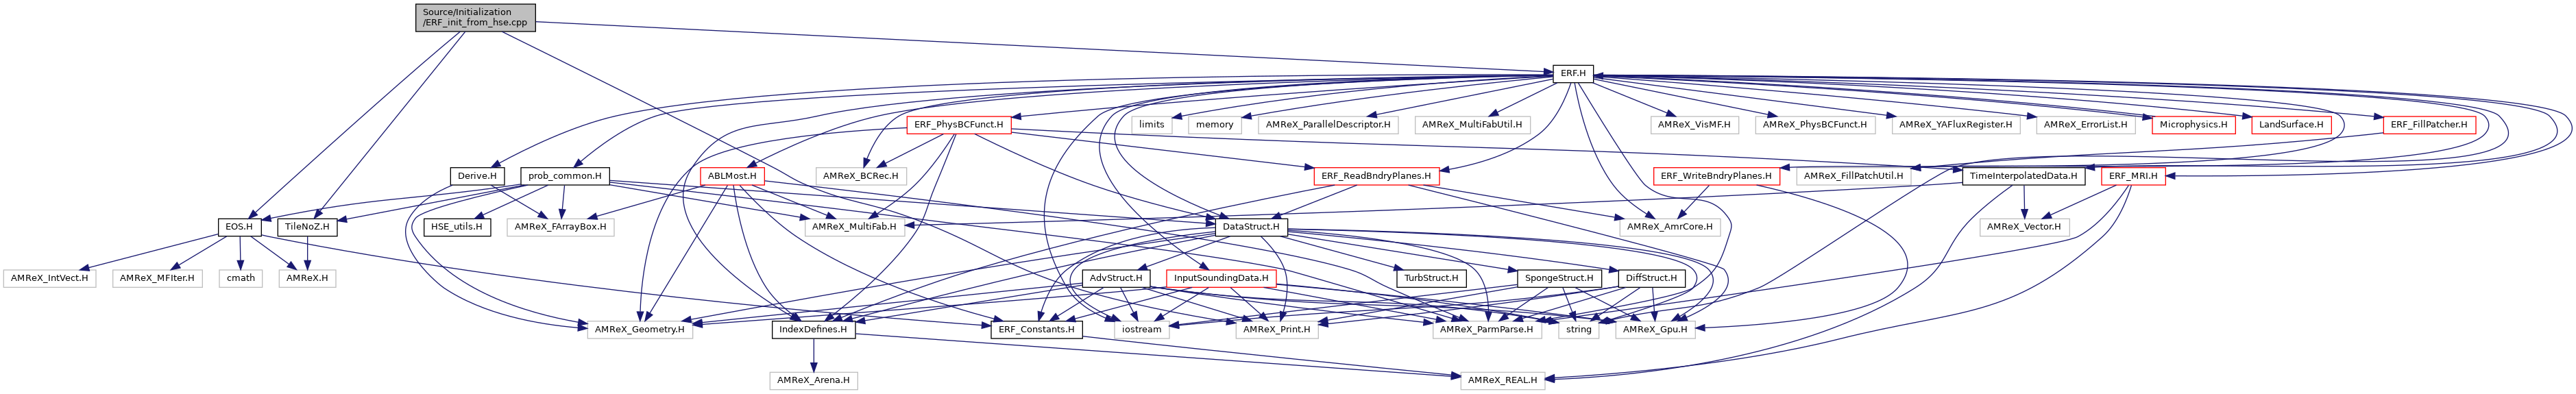 Source/Initialization
/ERF_init_from_hse.cpp
ERF.H
ERF_PhysBCFunct.H
limits
memory
AMReX_ParallelDescriptor.H
AMReX_MultiFabUtil.H
AMReX_VisMF.H
AMReX_PhysBCFunct.H
AMReX_YAFluxRegister.H
AMReX_ErrorList.H
Microphysics.H
LandSurface.H
ERF_FillPatcher.H
Derive.H
prob_common.H
ABLMost.H
AMReX_BCRec.H
ERF_ReadBndryPlanes.H
ERF_WriteBndryPlanes.H
AMReX_FillPatchUtil.H
TimeInterpolatedData.H
ERF_MRI.H
EOS.H
TileNoZ.H
HSE_utils.H
AMReX_FArrayBox.H
AMReX_MultiFab.H
DataStruct.H
AMReX_AmrCore.H
AMReX_Vector.H
AMReX_IntVect.H
AMReX_MFIter.H
cmath
AMReX.H
AdvStruct.H
InputSoundingData.H
TurbStruct.H
SpongeStruct.H
DiffStruct.H
AMReX_Geometry.H
IndexDefines.H
ERF_Constants.H
iostream
AMReX_Print.H
AMReX_ParmParse.H
string
AMReX_Gpu.H
AMReX_Arena.H
AMReX_REAL.H